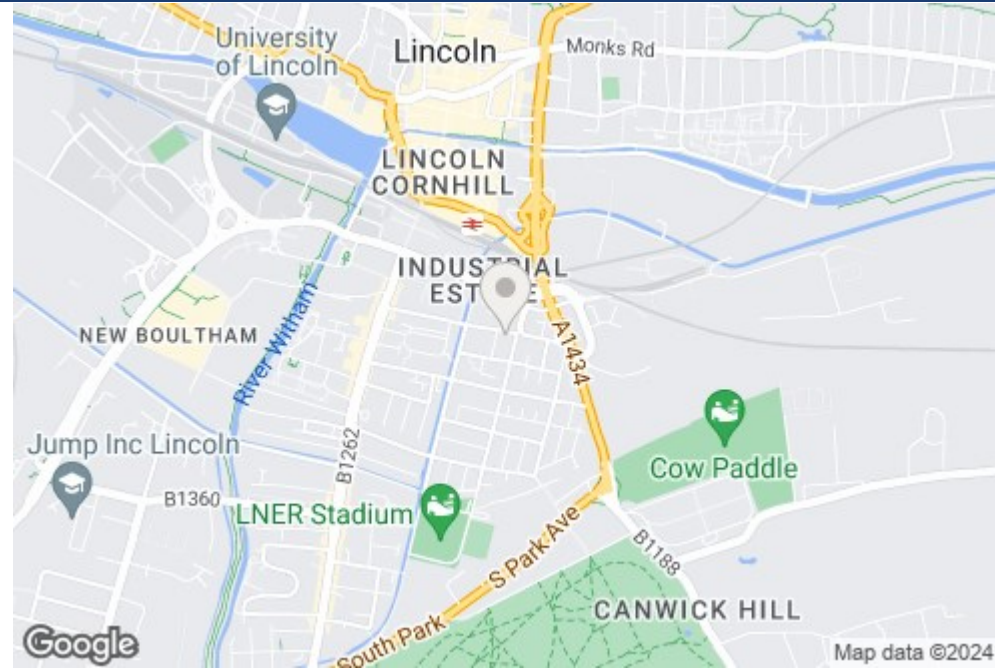 University
of Lincoln
Lincoln
Monks Rd
LINCOLN
CORNHILL
INDUSTRIAL
ESTATE
NEW BOULTHAM
River Witham
A1434
Jump Inc Lincoln
B1262
B1360
LNER Stadium
Cow Paddle
S Park Ave
B1188
CANWICK HILL
South Park
Google
Map data ©2024